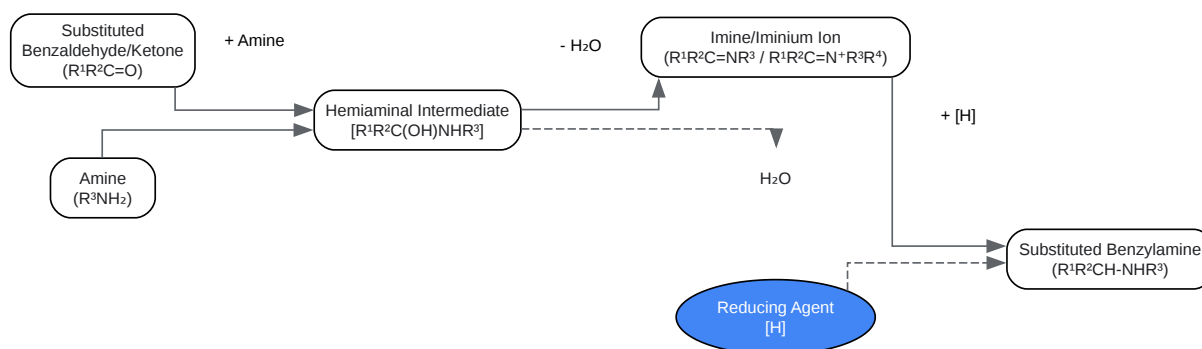 Substituted
Benzaldehyde/Ketone
(R¹R²C=O)
+ Amine
- H₂O
Imine/Iminium Ion
(R¹R²C=NR³ / R¹R²C=N⁺R³R⁴)
Hemiaminal Intermediate
[R¹R²C(OH)NHR³]
+ [H]
Amine
(R³NH₂)
H₂O
Substituted Benzylamine
(R¹R²CH-NHR³)
Reducing Agent
[H]